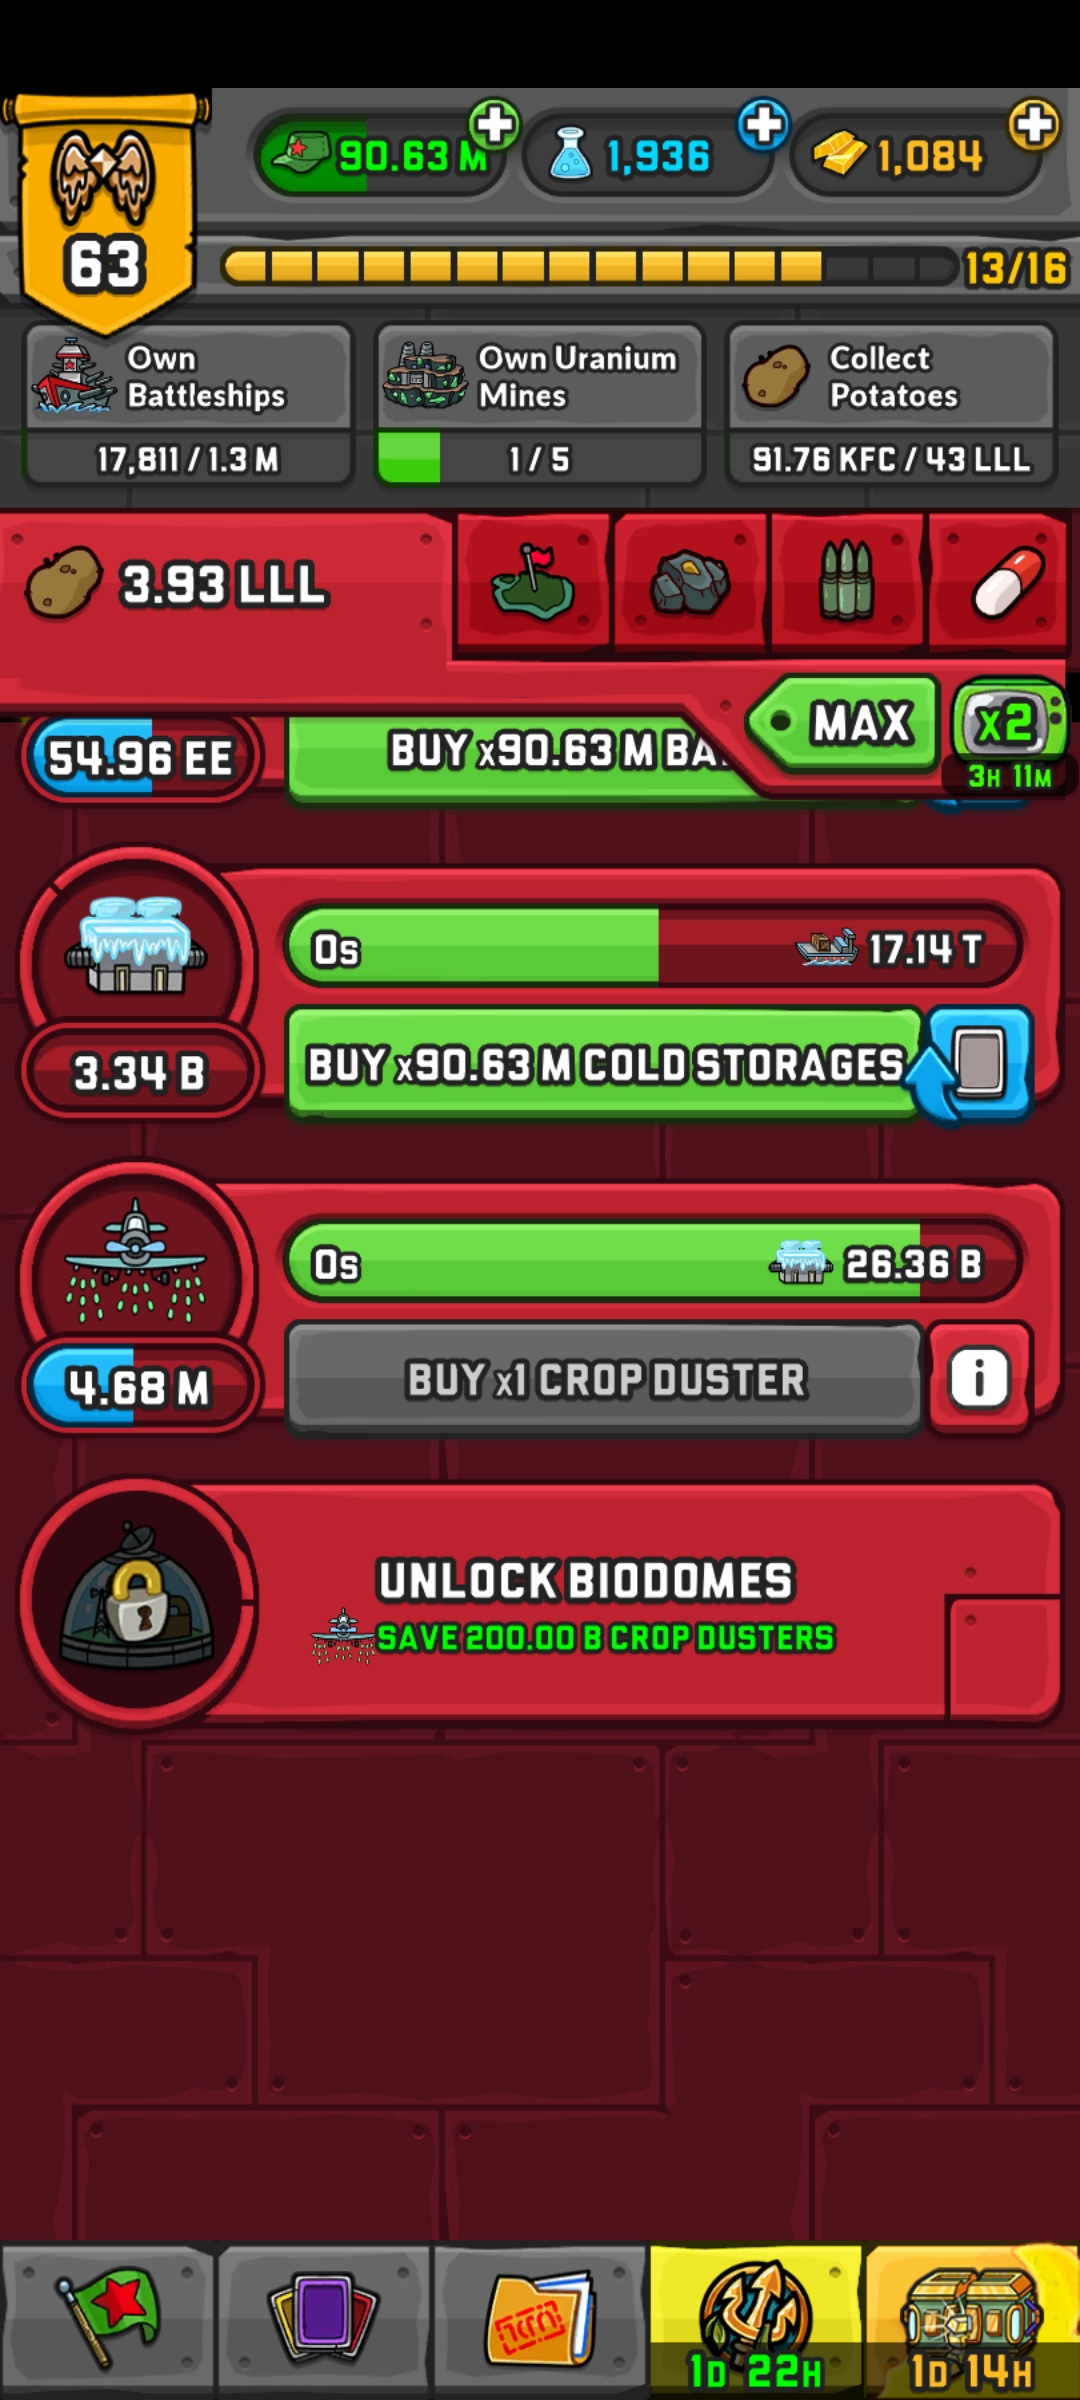 90.63 M
1,936
1,084
63
13/16
Own
Battleships
17,811 / 1.3 M
Own Uranium
Mines
1 / 5
Collect
Potatoes
91.76 KFC / 43 LLL
3.93 LLL
MAX
X2
3H 11M
54.96 EE
BUY x90.63 M BA
0s
17.14 T
3.34 B
BUY x90.63 M COLD STORAGES
0s
26.36 B
4.68 M
BUY x1 CROP DUSTER
i
UNLOCK BIODOMES
SAVE 200.00 B CROP DUSTERS
1D 22H
1D 14H